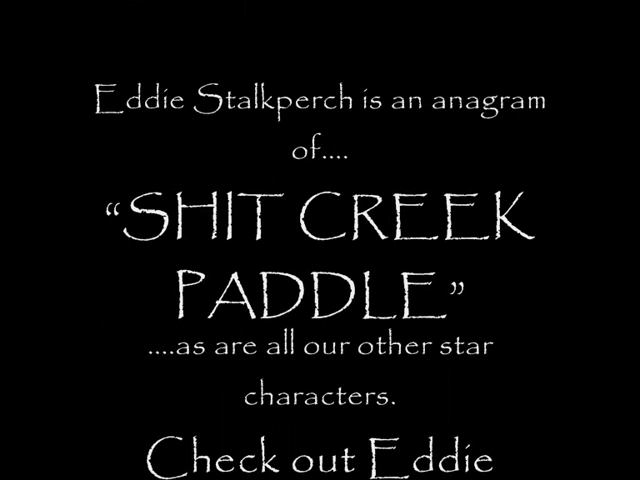 Eddie Stalkperch is an anagram
of....
“SHIT CREEK
PADDLE”
....as are all our other star
characters.
Check out Eddie